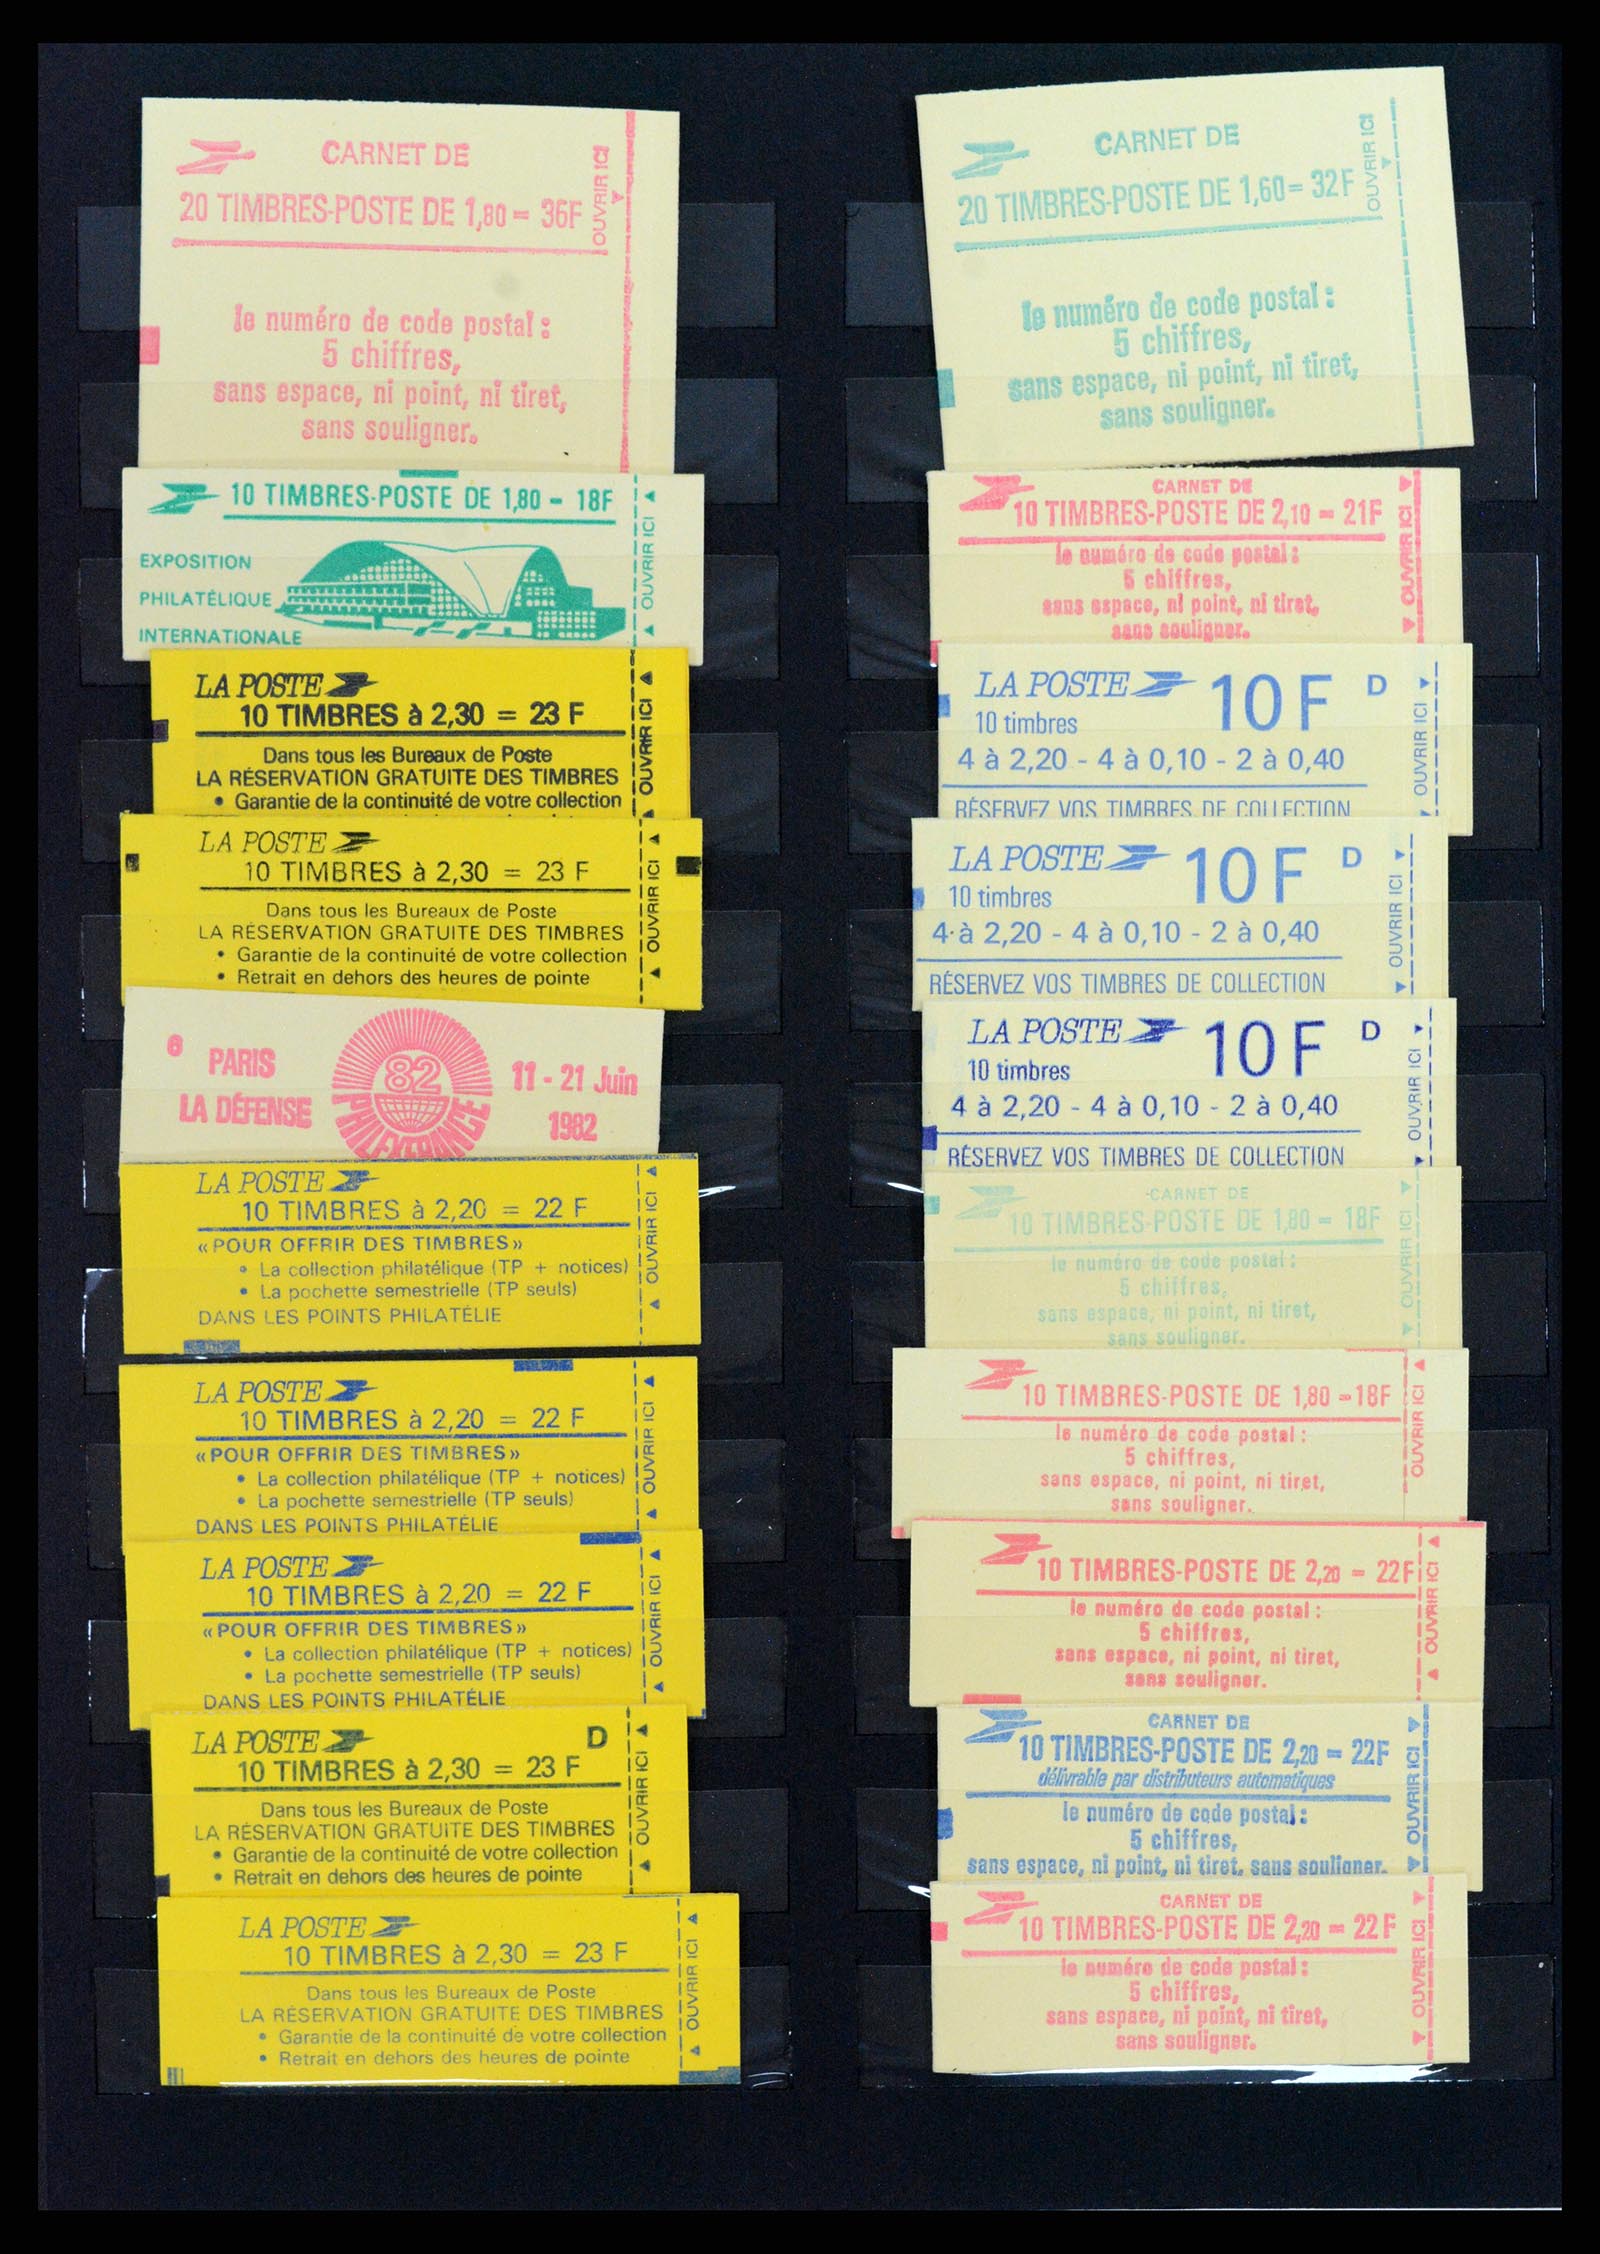 CARNET DE
20 TIMBRES-POSTE DE 1,80 = 36F
OUVRIR ICI
le numéro de code postal :
5 chiffres,
sans espace, ni point, ni tiret,
sans souligner.
10 TIMBRES-POSTE DE 1,80 - 18F
EXPOSITION
PHILATÉLIQUE
INTERNATIONALE
OUVRIR ICI
LA POSTE
10 TIMBRES à 2,30 = 23 F
Dans tous les Bureaux de Poste
LA RÉSERVATION GRATUITE DES TIMBRES
• Garantie de la continuité de votre collection
OUVRIR ICI
LA POSTE
10 TIMBRES à 2,30 = 23 F
Dans tous les Bureaux de Poste
LA RÉSERVATION GRATUITE DES TIMBRES
• Garantie de la continuité de votre collection
• Retrait en dehors des heures de pointe
OUVRIR ICI
6
PARIS
LA DÉFENSE
82
PHILEXFRANCE
11 - 21 Juin
1982
LA POSTE
10 TIMBRES à 2,20 = 22 F
«POUR OFFRIR DES TIMBRES»
• La collection philatélique (TP + notices)
• La pochette semestrielle (TP seuls)
DANS LES POINTS PHILATÉLIE
OUVRIR ICI
LA POSTE
10 TIMBRES à 2,20 = 22 F
«POUR OFFRIR DES TIMBRES»
• La collection philatélique (TP + notices)
• La pochette semestrielle (TP seuls)
DANS LES POINTS PHILATÉLIE
OUVRIR ICI
LA POSTE
10 TIMBRES à 2,20 = 22 F
«POUR OFFRIR DES TIMBRES»
• La collection philatélique (TP + notices)
• La pochette semestrielle (TP seuls)
DANS LES POINTS PHILATÉLIE
OUVRIR ICI
LA POSTE D
10 TIMBRES à 2,30 = 23 F
Dans tous les Bureaux de Poste
LA RÉSERVATION GRATUITE DES TIMBRES
• Garantie de la continuité de votre collection
• Retrait en dehors des heures de pointe
OUVRIR ICI
LA POSTE
10 TIMBRES à 2,30 = 23 F
Dans tous les Bureaux de Poste
LA RÉSERVATION GRATUITE DES TIMBRES
• Garantie de la continuité de votre collection
• Retrait en dehors des heures de pointe
OUVRIR ICI
CARNET DE
20 TIMBRES-POSTE DE 1,60 = 32F
OUVRIR ICI
le numéro de code postal :
5 chiffres,
sans espace, ni point, ni tiret,
sans souligner.
CARNET DE
10 TIMBRES-POSTE DE 2,10 = 21F
le numéro de code postal :
5 chiffres,
sans espace, ni point, ni tiret,
sans souligner.
OUVRIR ICI
LA POSTE 10 F D
10 timbres
4 à 2,20 - 4 à 0,10 - 2 à 0,40
RÉSERVEZ VOS TIMBRES DE COLLECTION
OUVRIR ICI
LA POSTE 10 F D
10 timbres
4 à 2,20 - 4 à 0,10 - 2 à 0,40
RÉSERVEZ VOS TIMBRES DE COLLECTION
OUVRIR ICI
LA POSTE 10 F D
10 timbres
4 à 2,20 - 4 à 0,10 - 2 à 0,40
RÉSERVEZ VOS TIMBRES DE COLLECTION
OUVRIR ICI
CARNET DE
10 TIMBRES-POSTE DE 1,80 = 18F
le numéro de code postal :
5 chiffres,
sans espace, ni point, ni tiret,
sans souligner.
OUVRIR ICI
10 TIMBRES-POSTE DE 1,80 = 18F
le numéro de code postal :
5 chiffres,
sans espace, ni point, ni tiret,
sans souligner.
OUVRIR ICI
10 TIMBRES-POSTE DE 2,20 = 22F
le numéro de code postal :
5 chiffres,
sans espace, ni point, ni tiret,
sans souligner.
OUVRIR ICI
CARNET DE
10 TIMBRES-POSTE DE 2,20 = 22F
délivrable par distributeurs automatiques
le numéro de code postal :
5 chiffres,
sans espace, ni point, ni tiret, sans souligner.
OUVRIR ICI
CARNET DE
10 TIMBRES-POSTE DE 2,20 = 22F
le numéro de code postal :
5 chiffres,
sans espace, ni point, ni tiret,
sans souligner.
OUVRIR ICI